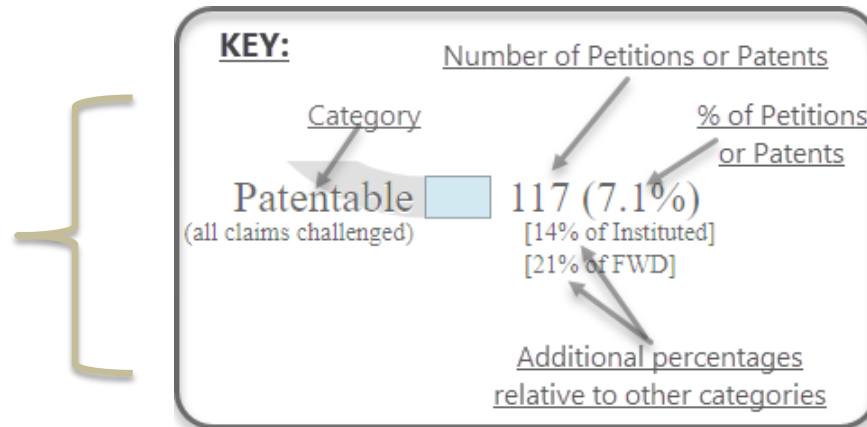 KEY:
Number of Petitions or Patents
Category
% of Petitions
or Patents
Patentable
117 (7.1%)
(all claims challenged)
[14% of Instituted]
[21% of FWD]
Additional percentages
relative to other categories